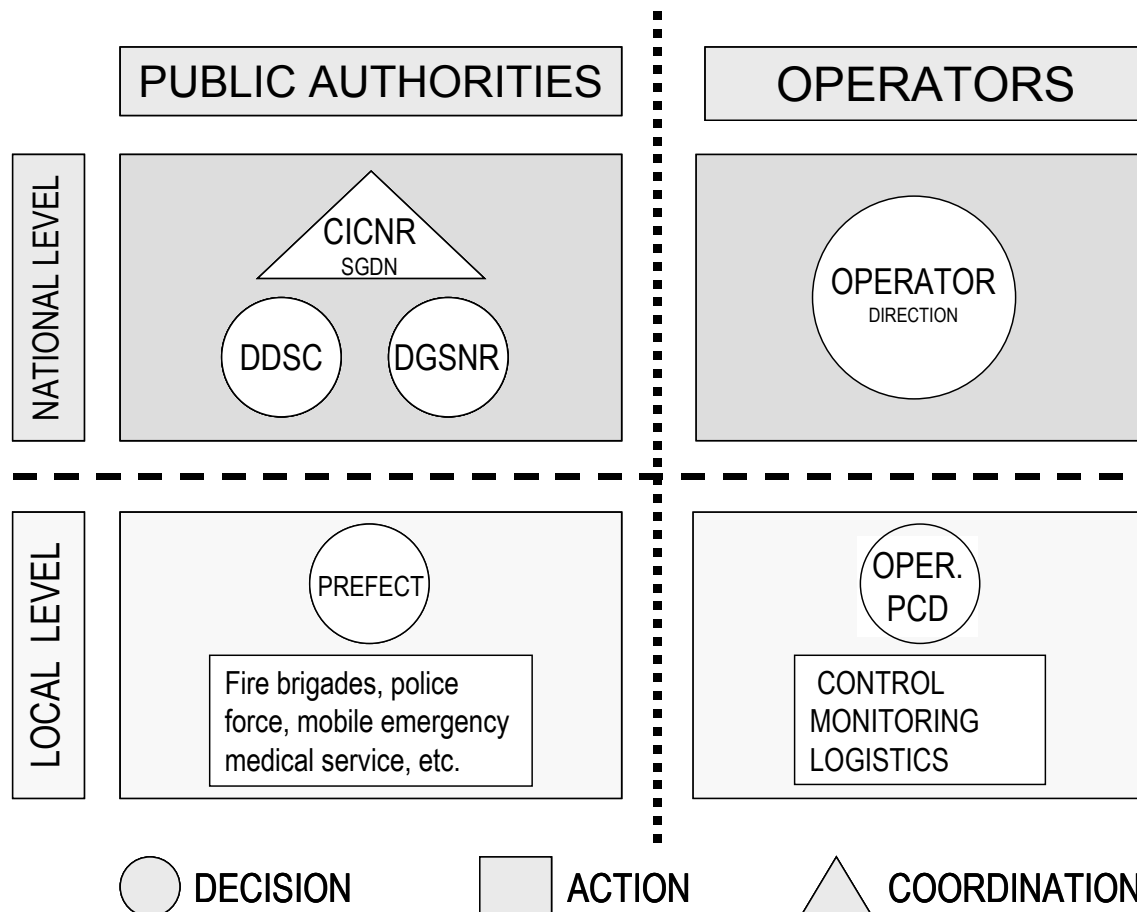 PUBLIC AUTHORITIES
OPERATORS
NATIONAL LEVEL
CICNR
SGDN
DDSC
DGSNR
OPERATOR
DIRECTION
LOCAL LEVEL
PREFECT
Fire brigades, police
force, mobile emergency
medical service, etc.
OPER.
PCD
CONTROL
MONITORING
LOGISTICS
DECISION
ACTION
COORDINATION